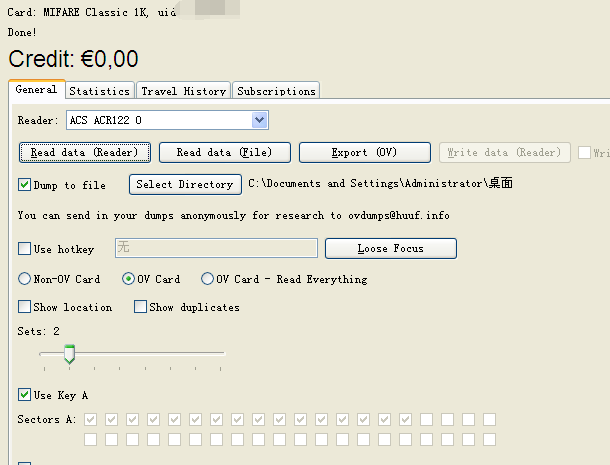 Card: MIFARE Classic 1K, uid
Done!
Credit: €0,00
General Statistics Travel History Subscriptions
Reader: ACS ACR122 0
Read data (Reader) Read data (File) Export (OV) Write data (Reader)
Dump to file Select Directory C:\Documents and Settings\Administrator\桌面
You can send in your dumps anonymously for research to ovdumps@huuf.info
Use hotkey 无 Loose Focus
Non-OV Card OV Card OV Card - Read Everything
Show location Show duplicates
Sets: 2
Use Key A
Sectors A: